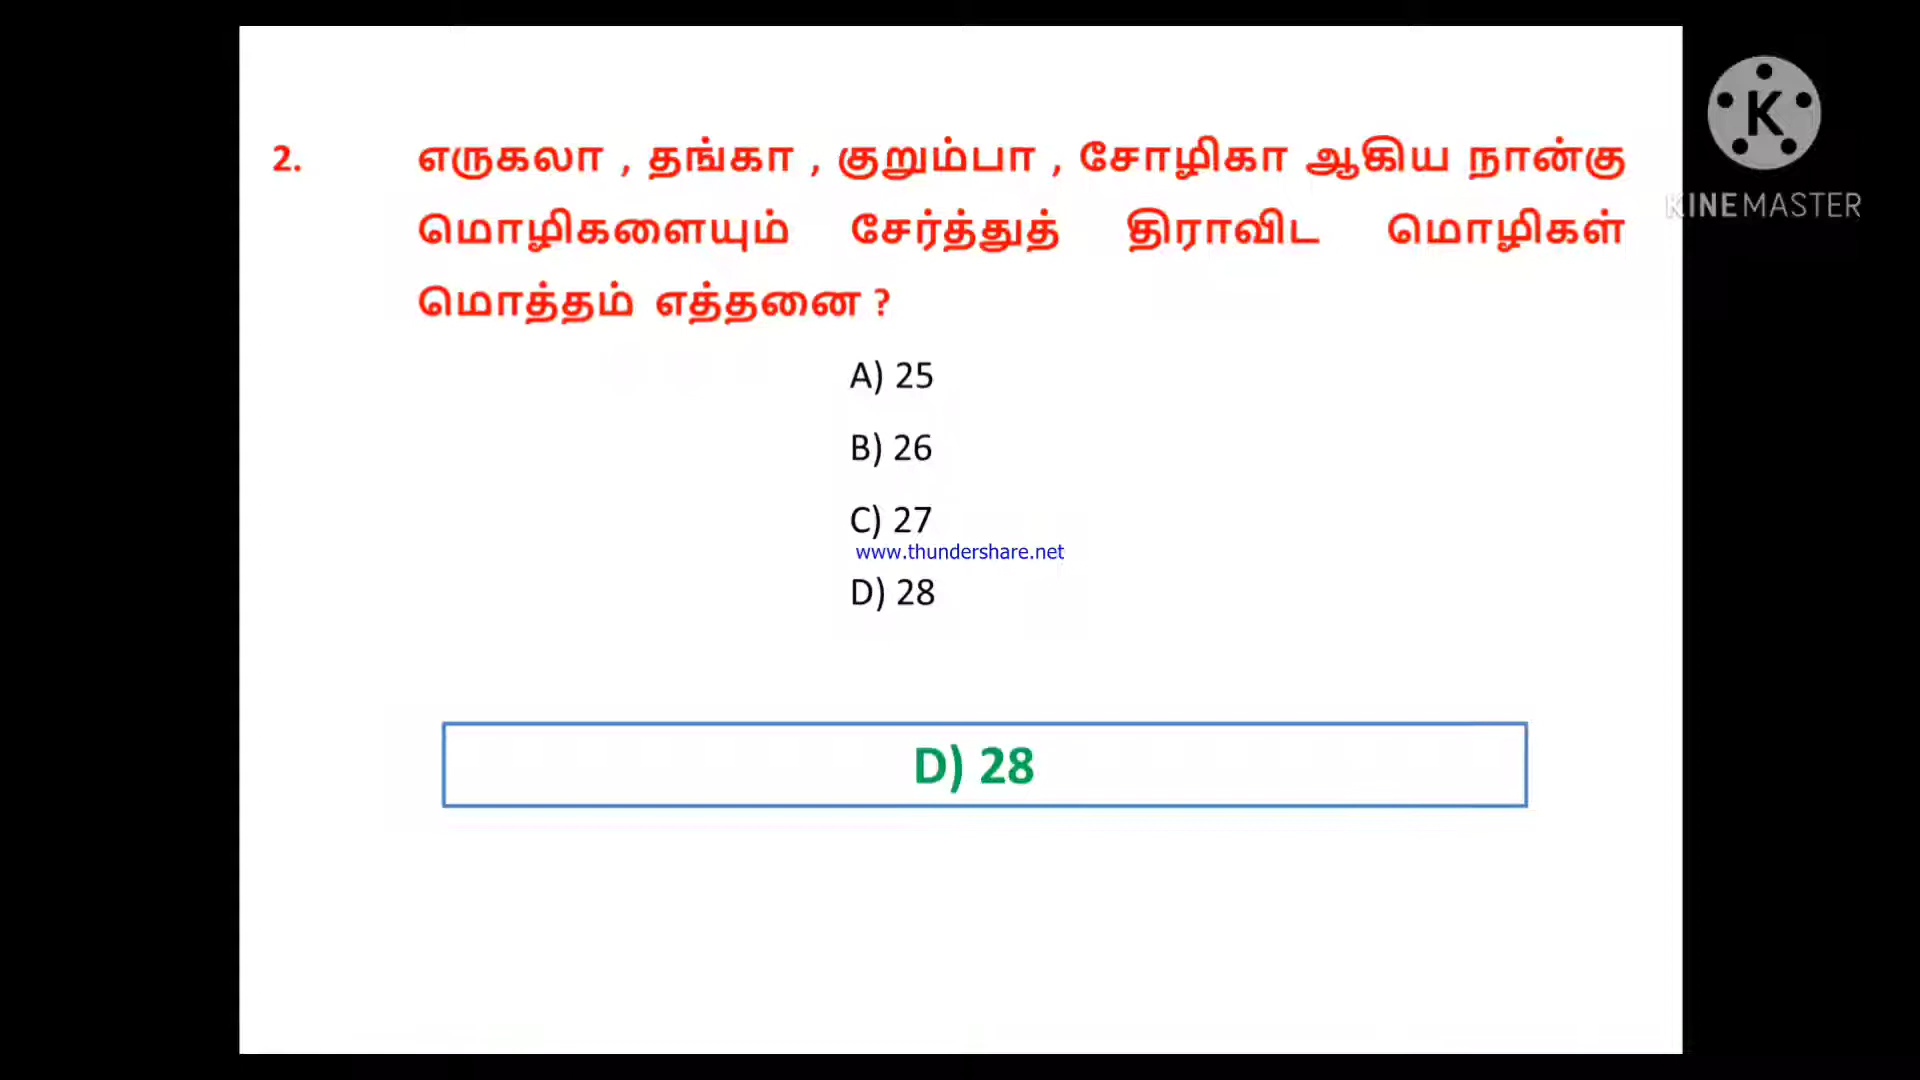 2. எருகலா , தங்கா , குறும்பா , சோழிகா ஆகிய நான்கு
மொழிகளையும் சேர்த்துத் திராவிட மொழிகள்
மொத்தம் எத்தனை ?
A) 25
B) 26
C) 27
www.thundershare.net
D) 28
D) 28
K
KINEMASTER